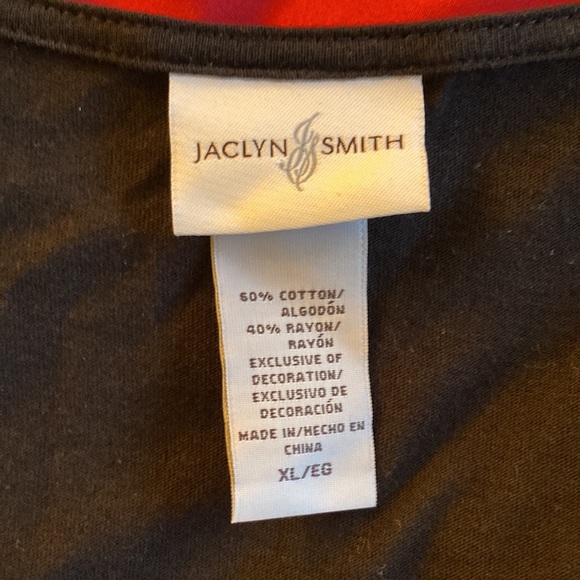 JACLYN JS SMITH
60% COTTON/
ALGODÓN
40% RAYON/
RAYÓN
EXCLUSIVE OF
DECORATION/
EXCLUSIVO DE
DECORACIÓN
MADE IN/HECHO EN
CHINA
XL/EG